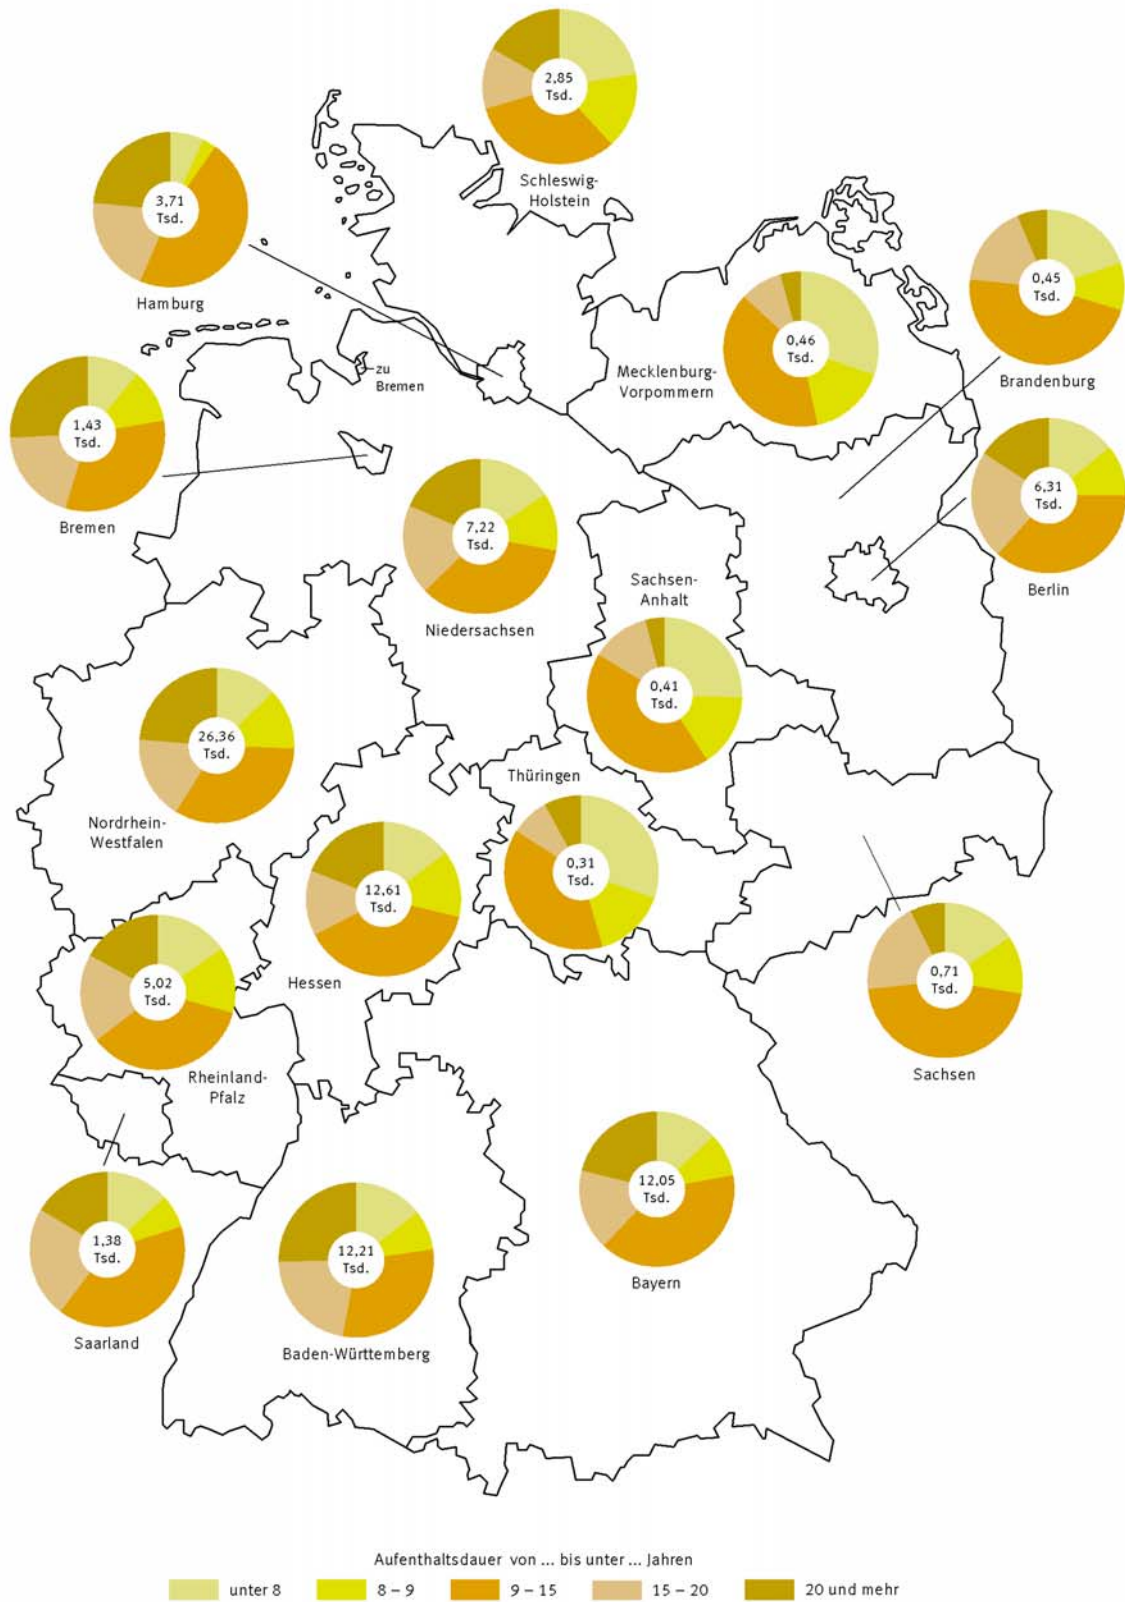 2,85
Tsd.
Schleswig-
Holstein
3,71
Tsd.
Hamburg
0,45
Tsd.
Brandenburg
0,46
Tsd.
Mecklenburg-
Vorpommern
zu
Bremen
1,43
Tsd.
Bremen
6,31
Tsd.
Berlin
7,22
Tsd.
Niedersachsen
Sachsen-
Anhalt
0,41
Tsd.
26,36
Tsd.
Nordrhein-
Westfalen
Thüringen
0,31
Tsd.
12,61
Tsd.
Hessen
5,02
Tsd.
Rheinland-
Pfalz
0,71
Tsd.
Sachsen
12,05
Tsd.
Bayern
1,38
Tsd.
Saarland
12,21
Tsd.
Baden-Württemberg
Aufenthaltsdauer von ... bis unter ... Jahren
unter 8 8 – 9 9 – 15 15 – 20 20 und mehr